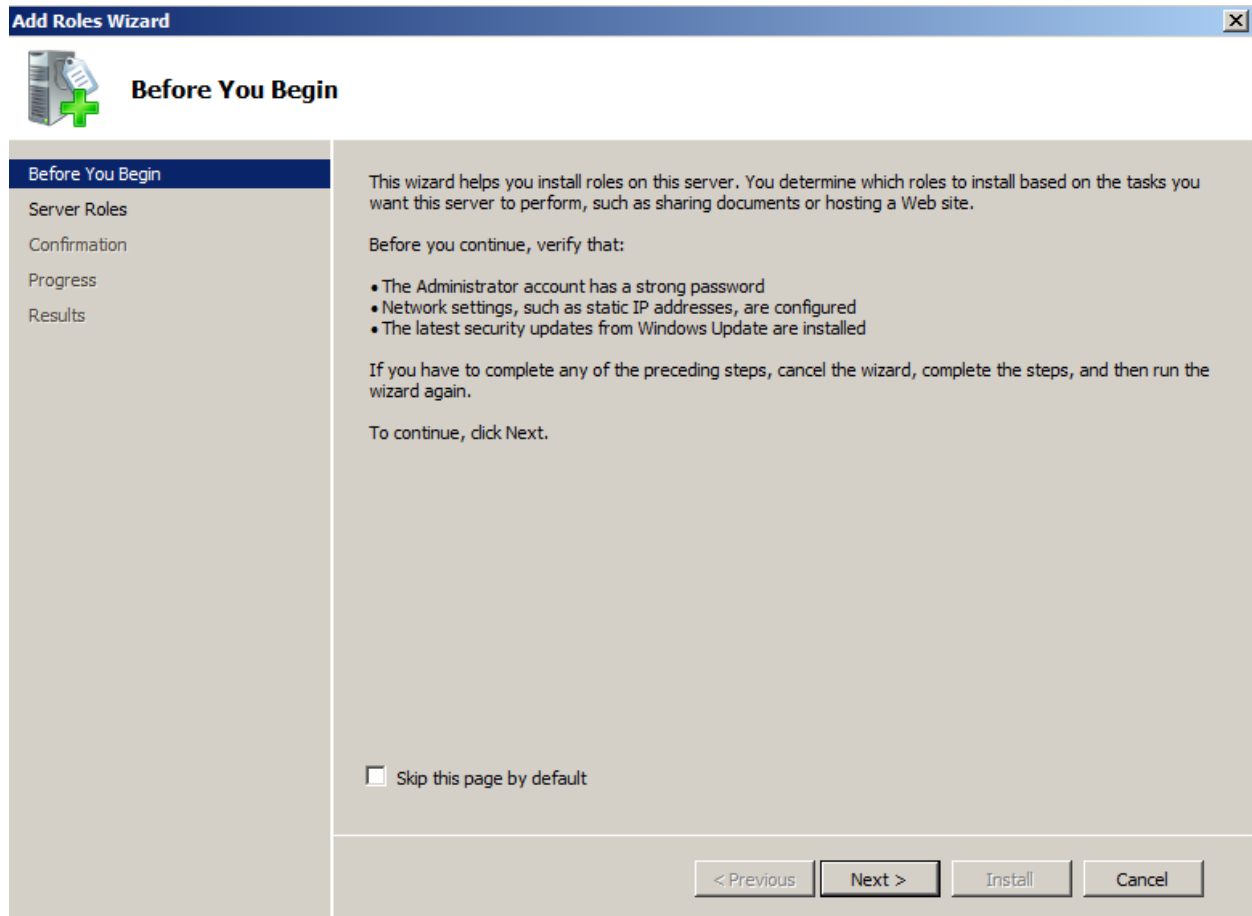 Add Roles Wizard
Before You Begin
Before You Begin
Server Roles
Confirmation
Progress
Results
This wizard helps you install roles on this server. You determine which roles to install based on the tasks you
want this server to perform, such as sharing documents or hosting a Web site.
Before you continue, verify that:
• The Administrator account has a strong password
• Network settings, such as static IP addresses, are configured
• The latest security updates from Windows Update are installed
If you have to complete any of the preceding steps, cancel the wizard, complete the steps, and then run the
wizard again.
To continue, click Next.
Skip this page by default
< Previous
Next >
Install
Cancel